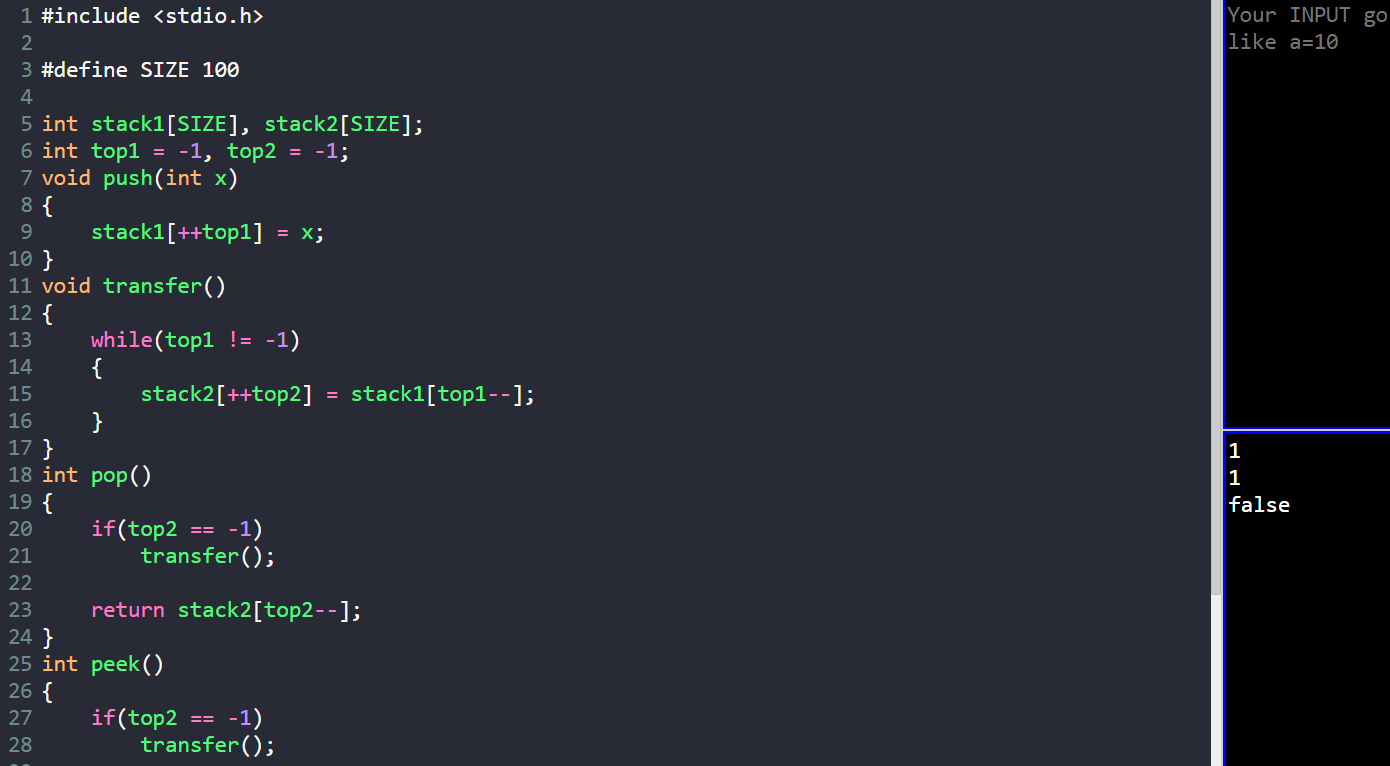 1 #include <stdio.h>
2
3 #define SIZE 100
4
5 int stack1[SIZE], stack2[SIZE];
6 int top1 = -1, top2 = -1;
7 void push(int x)
8 {
9     stack1[++top1] = x;
10 }
11 void transfer()
12 {
13     while(top1 != -1)
14     {
15         stack2[++top2] = stack1[top1--];
16     }
17 }
18 int pop()
19 {
20     if(top2 == -1)
21         transfer();
22
23     return stack2[top2--];
24 }
25 int peek()
26 {
27     if(top2 == -1)
28         transfer();
Your INPUT go
like a=10
1
1
false